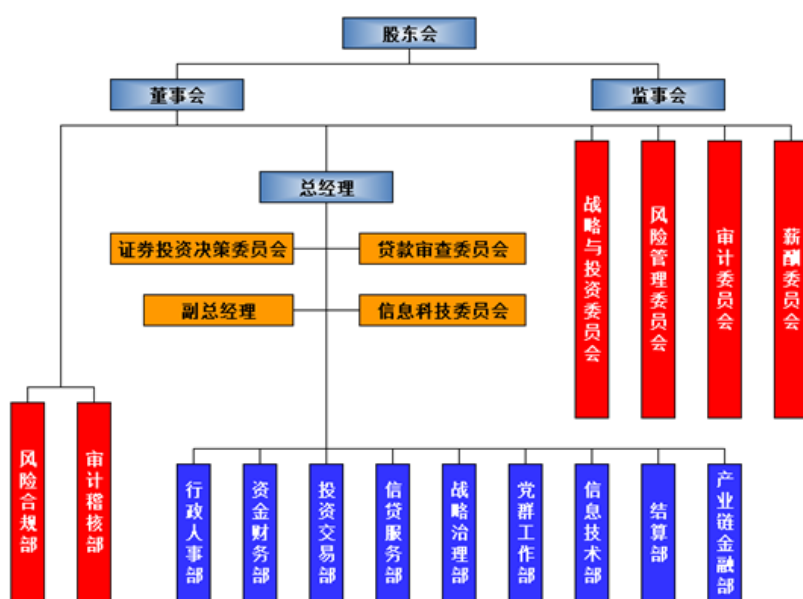 股东会
董事会
监事会
总经理
证券投资决策委员会
贷款审查委员会
副总经理
信息科技委员会
战略与投资委员会
风险管理委员会
审计委员会
薪酬委员会
风险合规部
审计稽核部
行政人事部
资金财务部
投资交易部
信贷服务部
战略治理部
党群工作部
信息技术部
结算部
产业链金融部